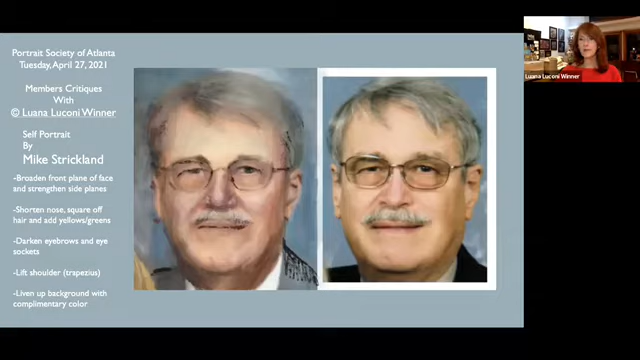 Portrait Society of Atlanta
Tuesday, April 27, 2021
Members Critiques
With
© Luana Luconi Winner
Self Portrait
By
Mike Strickland
-Broaden front plane of face
and strengthen side planes
-Shorten nose, square off
hair and add yellows/greens
-Darken eyebrows and eye
sockets
-Lift shoulder (trapezius)
-Liven up background with
complimentary color
Luana Luconi Winner